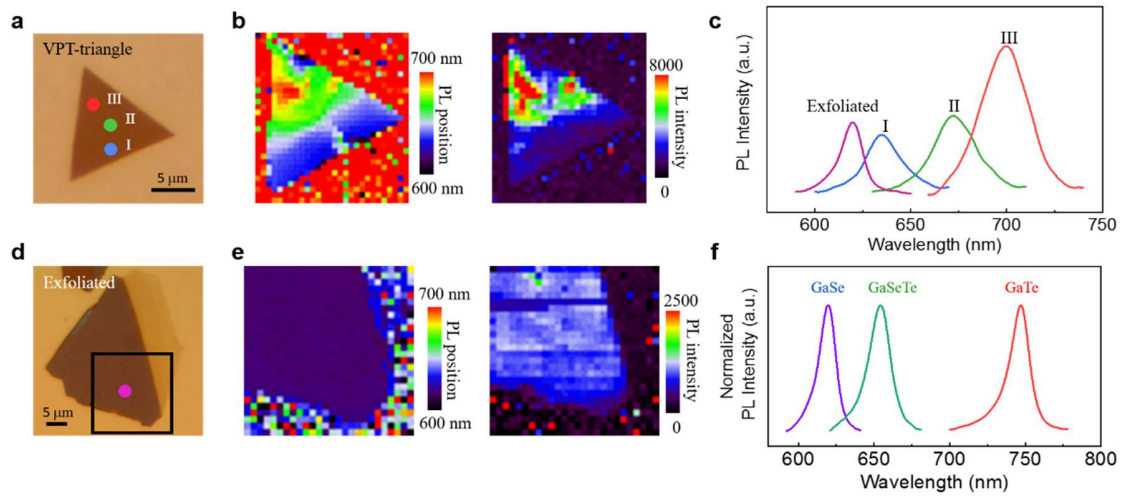 a
VPT-triangle
III
II
I
5 μm
b
700 nm
PL position
600 nm
8000
PL intensity
0
c
PL Intensity (a.u.)
Exfoliated
I
II
III
600
650
700
750
Wavelength (nm)
d
Exfoliated
5 μm
e
700 nm
PL position
600 nm
2500
PL intensity
0
f
Normalized
PL Intensity (a.u.)
GaSe
GaSeTe
GaTe
600
650
700
750
800
Wavelength (nm)